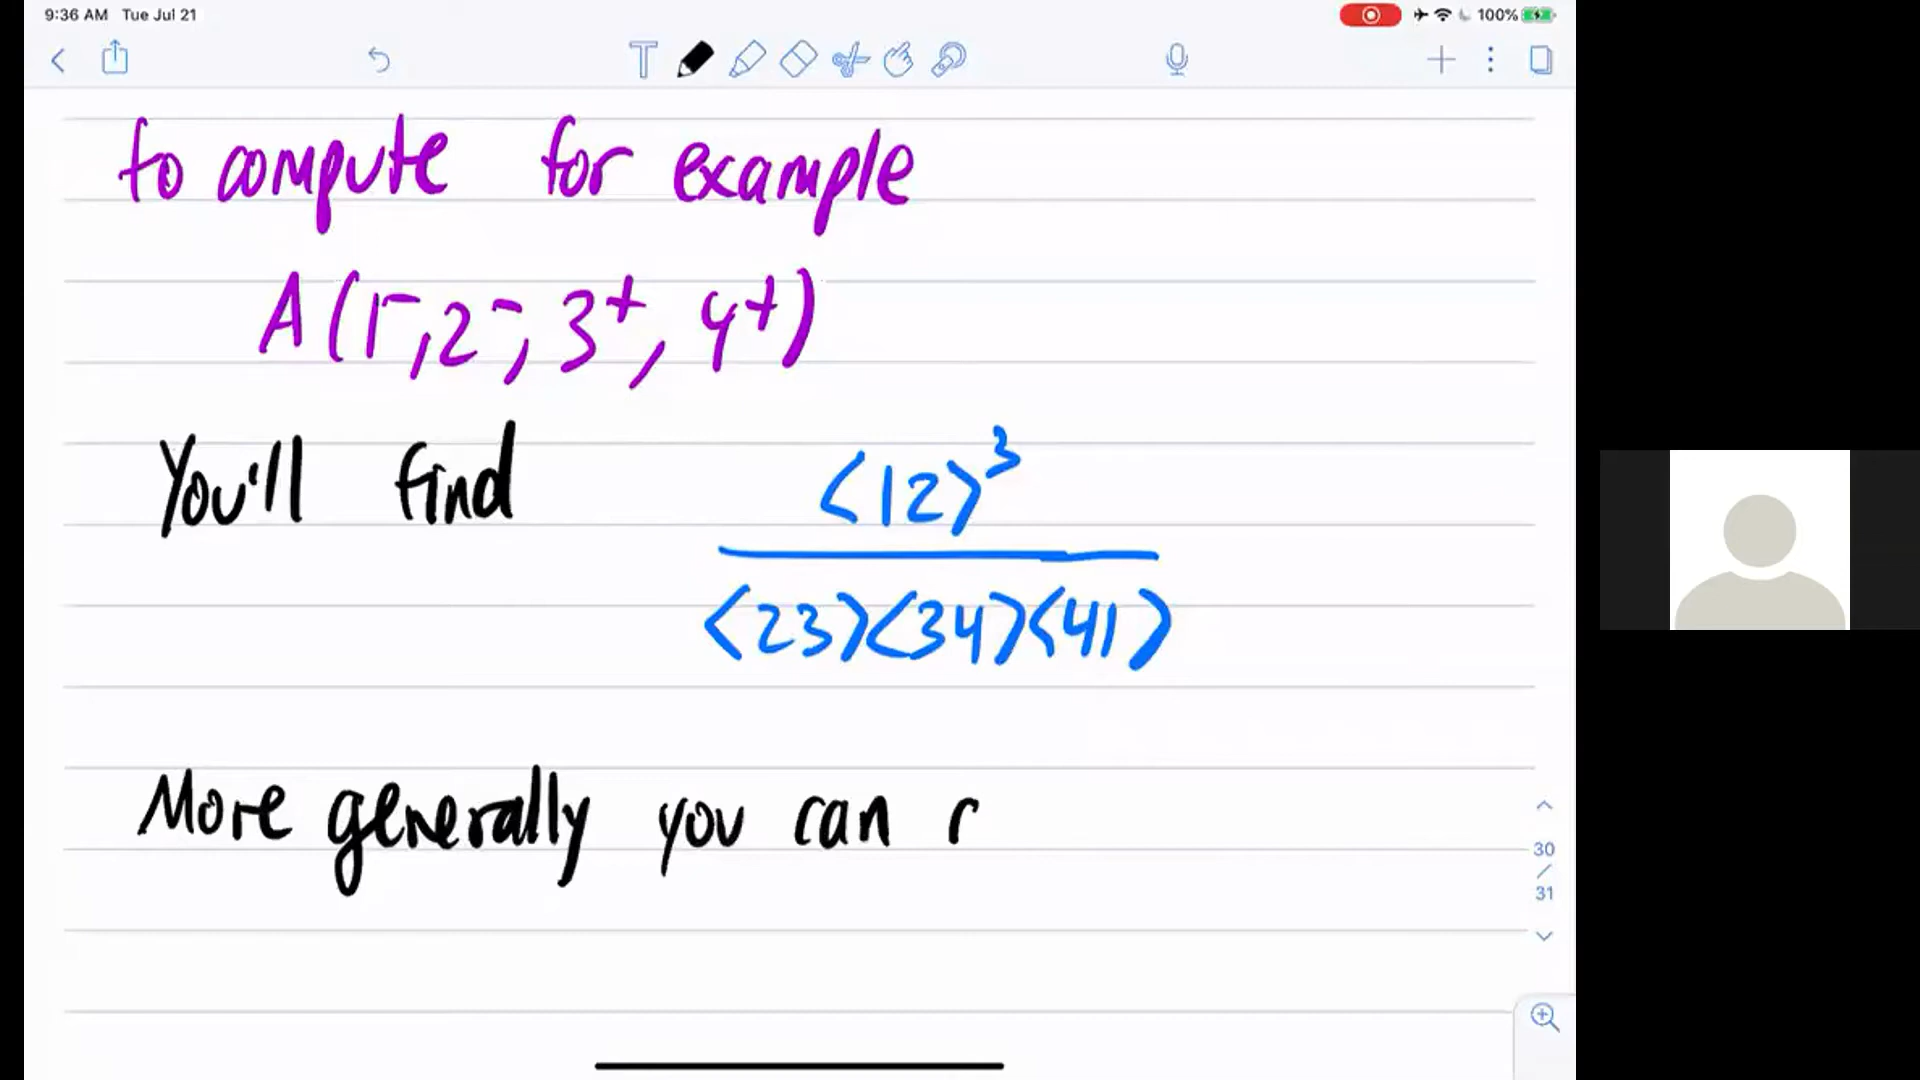 9:36 AM Tue Jul 21
100%
T
to compute for example
A(1⁻, 2⁻, 3⁺, 4⁺)
You'll find
⟨12⟩³
⟨23⟩⟨34⟩⟨41⟩
More generally you can r
30
/
31